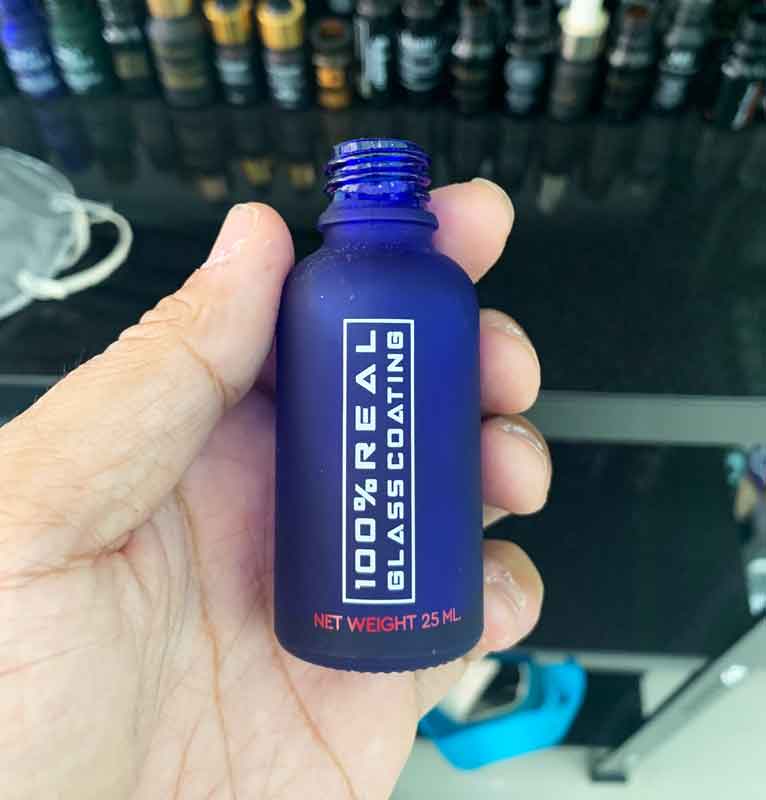 100% REAL
GLASS COATING
NET WEIGHT 25 ML.